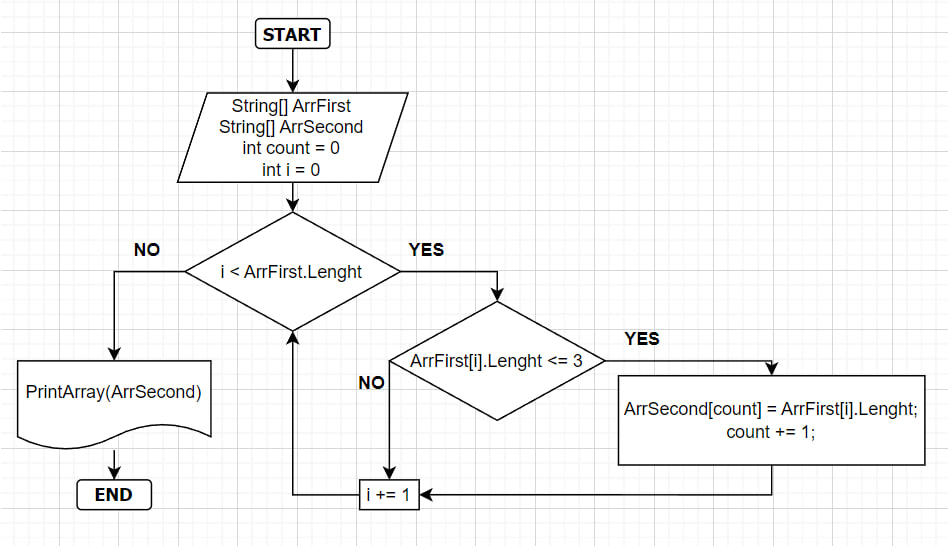 START
String[] ArrFirst
String[] ArrSecond
int count = 0
int i = 0
NO
YES
i < ArrFirst.Lenght
YES
ArrFirst[i].Lenght <= 3
NO
PrintArray(ArrSecond)
ArrSecond[count] = ArrFirst[i].Lenght;
count += 1;
END
i += 1